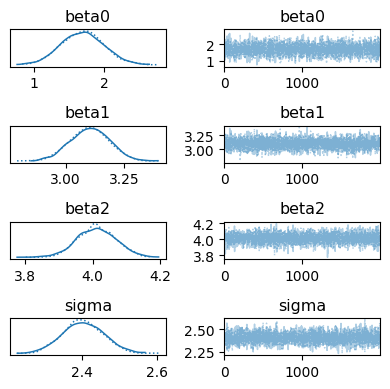 beta0 beta0
2
1
1 2 0 1000
beta1 beta1
3.25
3.00
3.00 3.25 0 1000
beta2 beta2
4.2
4.0
3.8
3.8 4.0 4.2 0 1000
sigma sigma
2.50
2.25
2.4 2.6 0 1000